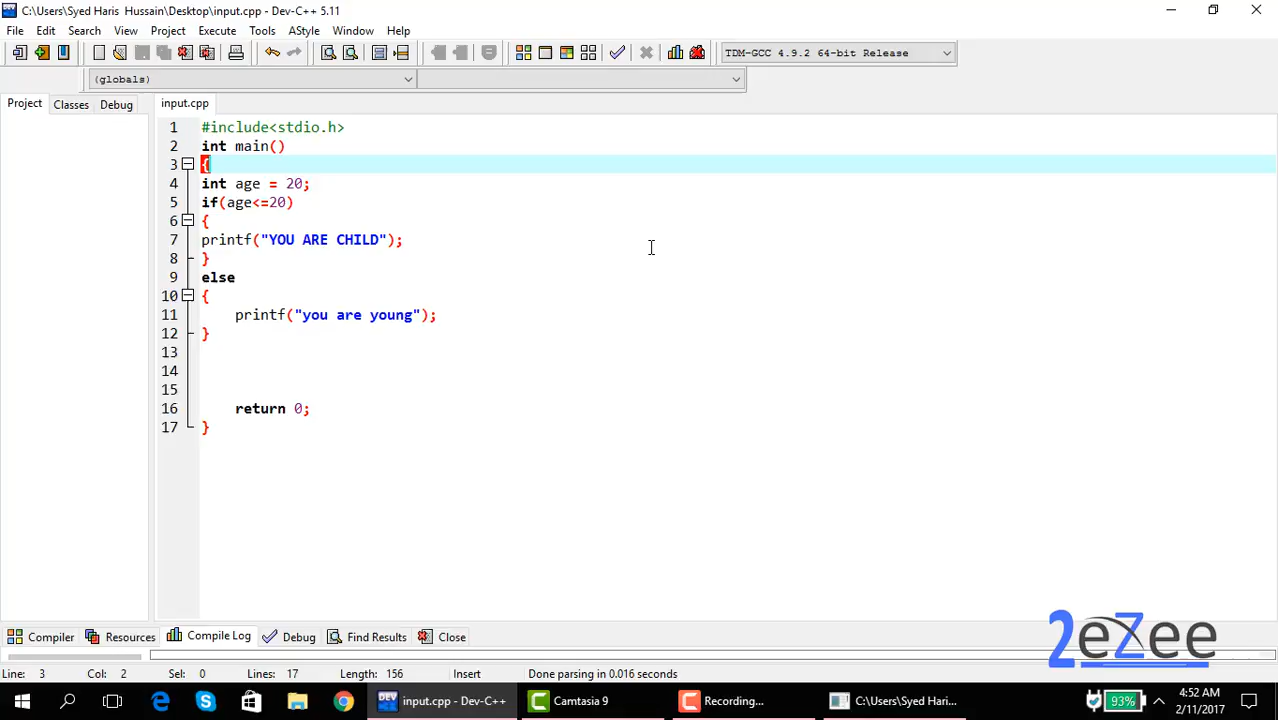 C:\Users\Syed Haris  Hussain\Desktop\input.cpp - Dev-C++ 5.11
File Edit Search View Project Execute Tools AStyle Window Help
TDM-GCC 4.9.2 64-bit Release
(globals)
Project Classes Debug input.cpp
1 #include<stdio.h>
2 int main()
3 {
4 int age = 20;
5 if(age<=20)
6 {
7 printf("YOU ARE CHILD");
8 }
9 else
10 {
11 printf("you are young");
12 }
13
14
15
16 return 0;
17 }
Compiler Resources Compile Log Debug Find Results Close
2eZee
Line: 3 Col: 2 Sel: 0 Lines: 17 Length: 156 Insert Done parsing in 0.016 seconds
DEV input.cpp - Dev-C++ Camtasia 9 Recording... C:\Users\Syed Hari... 93% 4:52 AM
2/11/2017